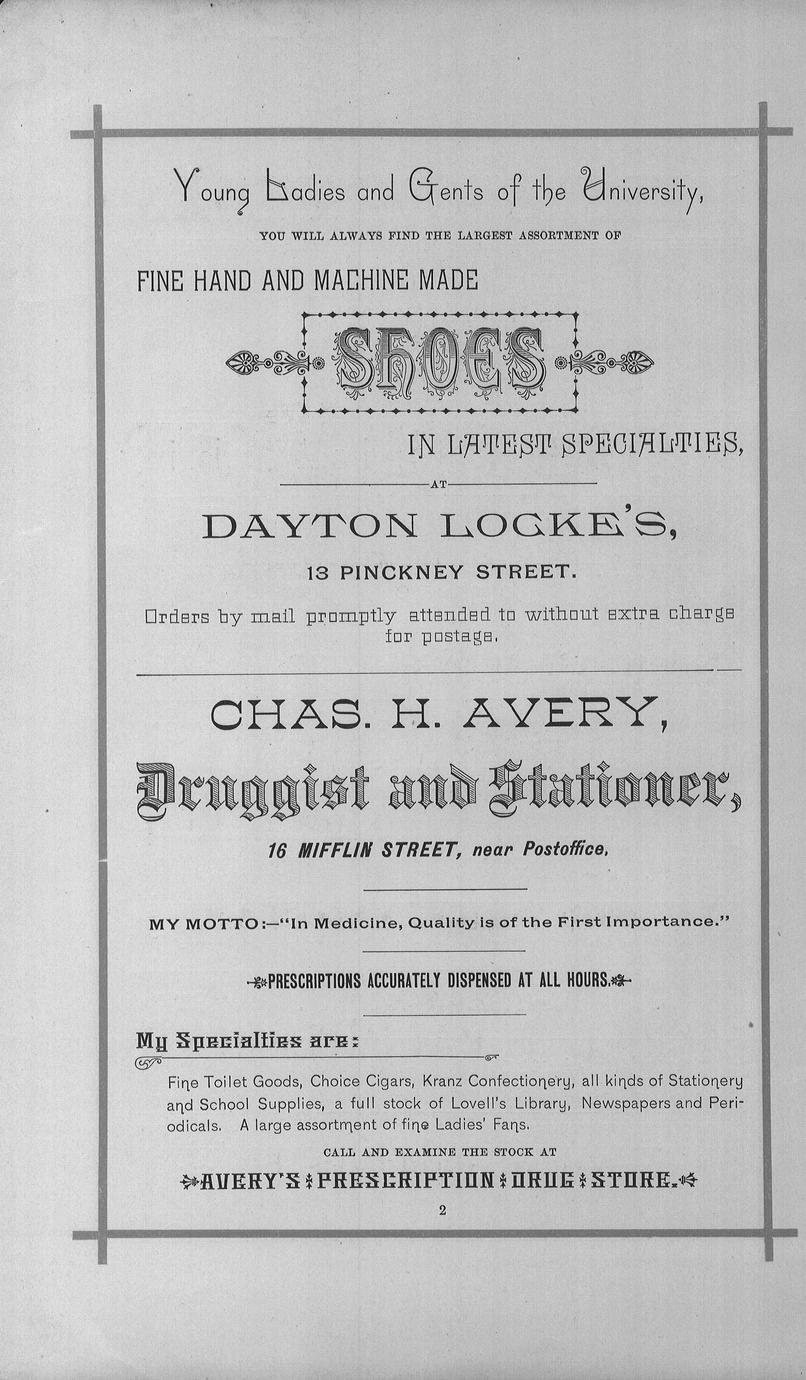 Young Ladies and Gents of the University,
YOU WILL ALWAYS FIND THE LARGEST ASSORTMENT OF
FINE HAND AND MACHINE MADE
SHOES
IN LATEST SPECIALTIES,
AT
DAYTON LOCKE'S,
13 PINCKNEY STREET.
Orders by mail promptly attended to without extra charge
for postage.
CHAS. H. AVERY,
Druggist and Stationer,
16 MIFFLIN STREET, near Postoffice.
MY MOTTO:—"In Medicine, Quality is of the First Importance."
PRESCRIPTIONS ACCURATELY DISPENSED AT ALL HOURS.
My Specialties are:
Fine Toilet Goods, Choice Cigars, Kranz Confectionery, all kinds of Stationery
and School Supplies, a full stock of Lovell's Library, Newspapers and Peri-
odicals. A large assortment of fine Ladies' Fans.
CALL AND EXAMINE THE STOCK AT
AVERY'S PRESCRIPTION DRUG STORE.
2